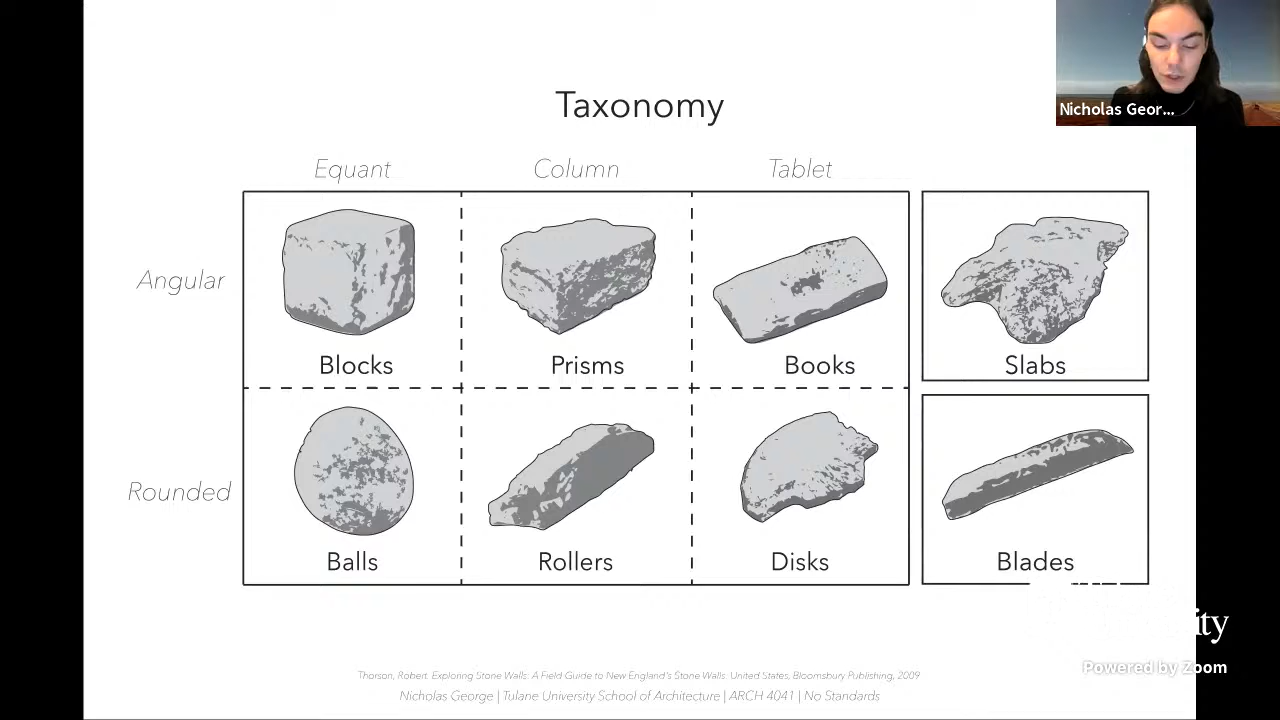 Taxonomy
Nicholas Geor...
Equant Column Tablet
Angular
Blocks Prisms Books Slabs
Rounded
Balls Rollers Disks Blades
ity
Powered by Zoom
Thorson, Robert. Exploring Stone Walls: A Field Guide to New England's Stone Walls. United States, Bloomsbury Publishing, 2009
Nicholas George | Tulane University School of Architecture | ARCH 4041 | No Standards